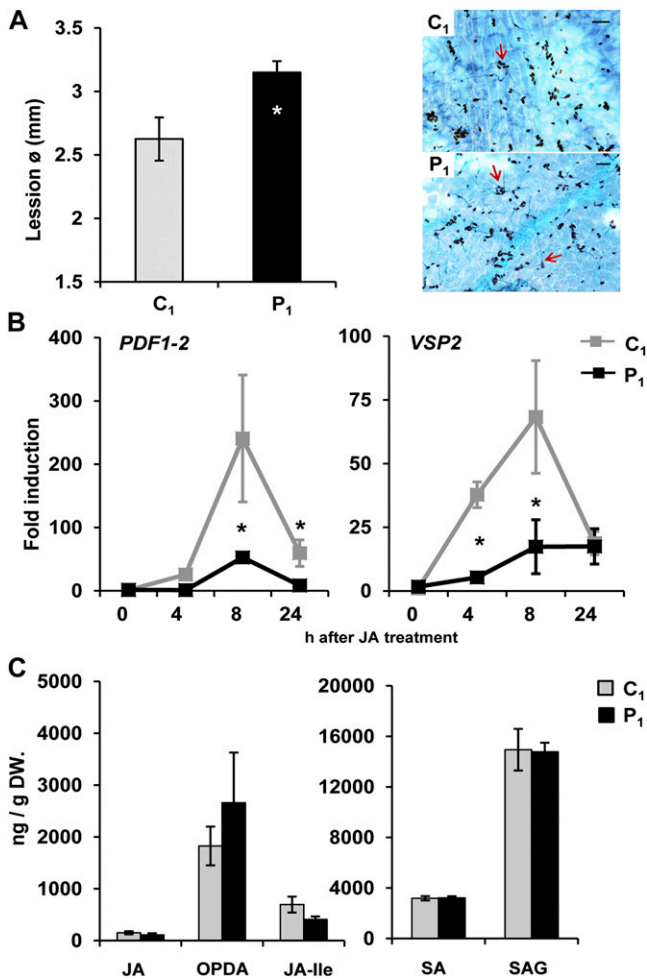 A
Lession ø (mm)
3.5
3
2.5
2
1.5
C1
P1
*
C1
P1
B
Fold induction
PDF1-2
400
300
200
100
0
*
*
0 4 8 24
VSP2
100
75
50
25
0
*
*
0 4 8 24
C1
P1
h after JA treatment
C
ng / g DW.
5000
4000
3000
2000
1000
0
JA OPDA JA-Ile
20000
16000
12000
8000
4000
0
SA SAG
C1
P1